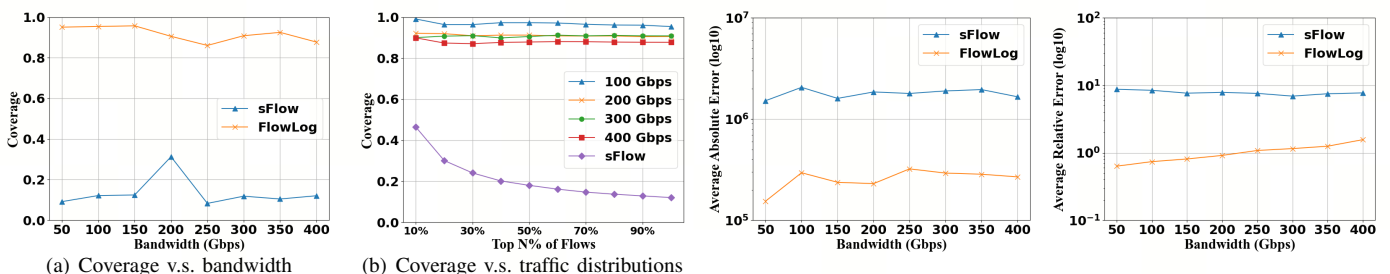 1.0
0.8
0.6
0.4
0.2
0.0
Coverage
sFlow
FlowLog
50 100 150 200 250 300 350 400
Bandwidth (Gbps)
(a) Coverage v.s. bandwidth
1.0
0.8
0.6
0.4
0.2
0.0
Coverage
100 Gbps
200 Gbps
300 Gbps
400 Gbps
sFlow
10% 30% 50% 70% 90%
Top N% of Flows
(b) Coverage v.s. traffic distributions
10^7
10^6
10^5
Average Absolute Error (log10)
sFlow
FlowLog
50 100 150 200 250 300 350 400
Bandwidth (Gbps)
10^2
10^1
10^0
10^−1
Average Relative Error (log10)
sFlow
FlowLog
50 100 150 200 250 300 350 400
Bandwidth (Gbps)